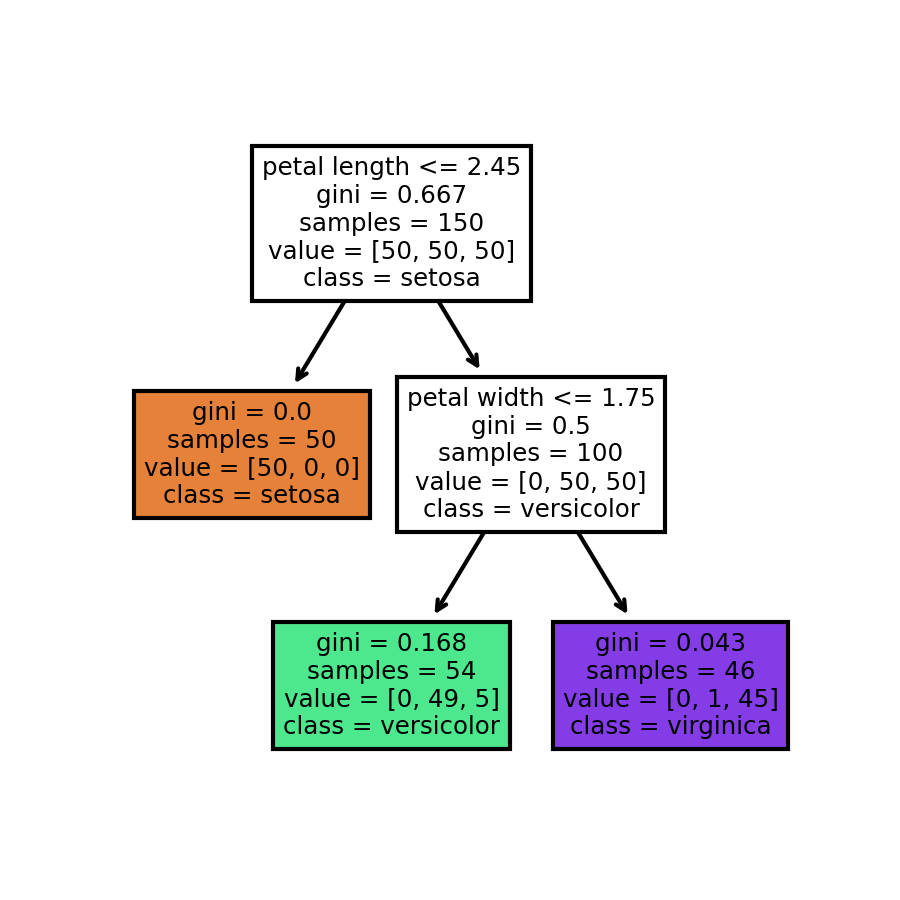 petal length <= 2.45
gini = 0.667
samples = 150
value = [50, 50, 50]
class = setosa
gini = 0.0
samples = 50
value = [50, 0, 0]
class = setosa
petal width <= 1.75
gini = 0.5
samples = 100
value = [0, 50, 50]
class = versicolor
gini = 0.168
samples = 54
value = [0, 49, 5]
class = versicolor
gini = 0.043
samples = 46
value = [0, 1, 45]
class = virginica